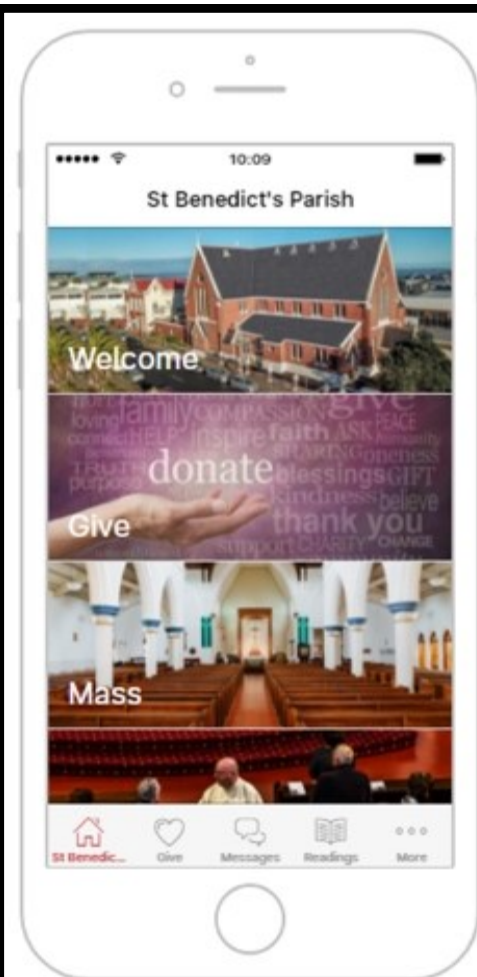 10:09
St Benedict's Parish
Welcome
give
family COMPASSION PEACE
loving
connect HELP inspire faith ASK humanity
SHARING oneness
TRUTH donate blessings GIFT
purpose
kindness believe
Give
thank you
support CHARITY CHANGE
Mass
St Benedic...
Give
Messages
Readings
More